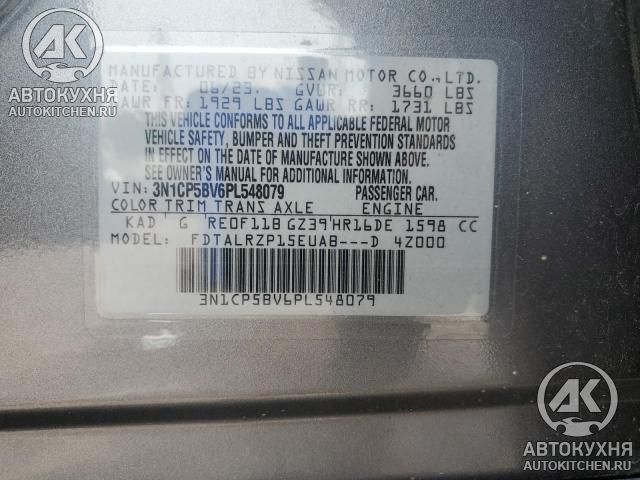 MANUFACTURED BY NISSAN MOTOR CO.,LTD.
DATE: 06/23. GVWR: 3660 LBS
GAWR FR: 1929 LBS GAWR RR: 1731 LBS
THIS VEHICLE CONFORMS TO ALL APPLICABLE FEDERAL MOTOR
VEHICLE SAFETY, BUMPER AND THEFT PREVENTION STANDARDS
IN EFFECT ON THE DATE OF MANUFACTURE SHOWN ABOVE.
SEE OWNER'S MANUAL FOR ADDITIONAL INFORMATION.
VIN: 3N1CP5BV6PL548079 PASSENGER CAR.
COLOR TRIM TRANS AXLE ENGINE
KAD G RE0F11B GZ39 HR16DE 1598 CC
MODEL: FDTALRZP15EUAB---D 4Z000
3N1CP5BV6PL548079
АК
АВТОКУХНЯ
AUTOKITCHEN.RU
АК
АВТОКУХНЯ
AUTOKITCHEN.RU